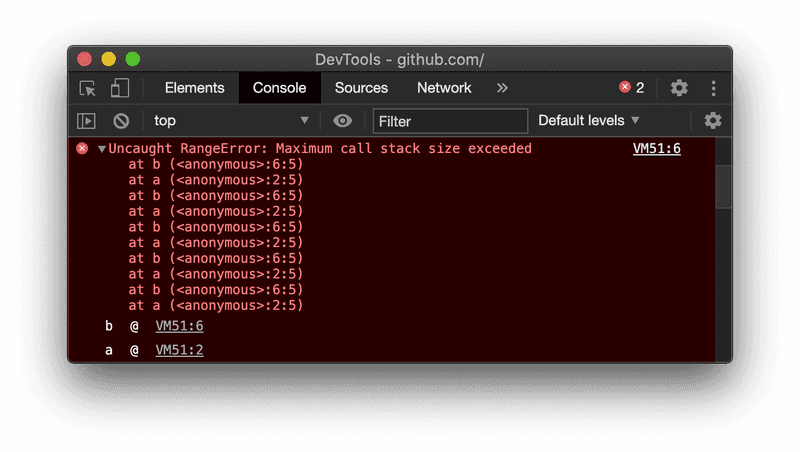 DevTools - github.com/
Elements Console Sources Network » 2
top ▼ Filter Default levels ▼
▼Uncaught RangeError: Maximum call stack size exceeded VM51:6
at b (<anonymous>:6:5)
at a (<anonymous>:2:5)
at b (<anonymous>:6:5)
at a (<anonymous>:2:5)
at b (<anonymous>:6:5)
at a (<anonymous>:2:5)
at b (<anonymous>:6:5)
at a (<anonymous>:2:5)
at b (<anonymous>:6:5)
at a (<anonymous>:2:5)
b @ VM51:6
a @ VM51:2